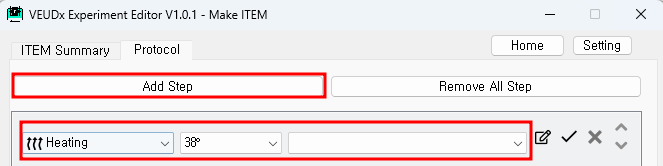 VEUDx Experiment Editor V1.0.1 - Make ITEM
ITEM Summary Protocol Home Setting
Add Step Remove All Step
Heating 38º